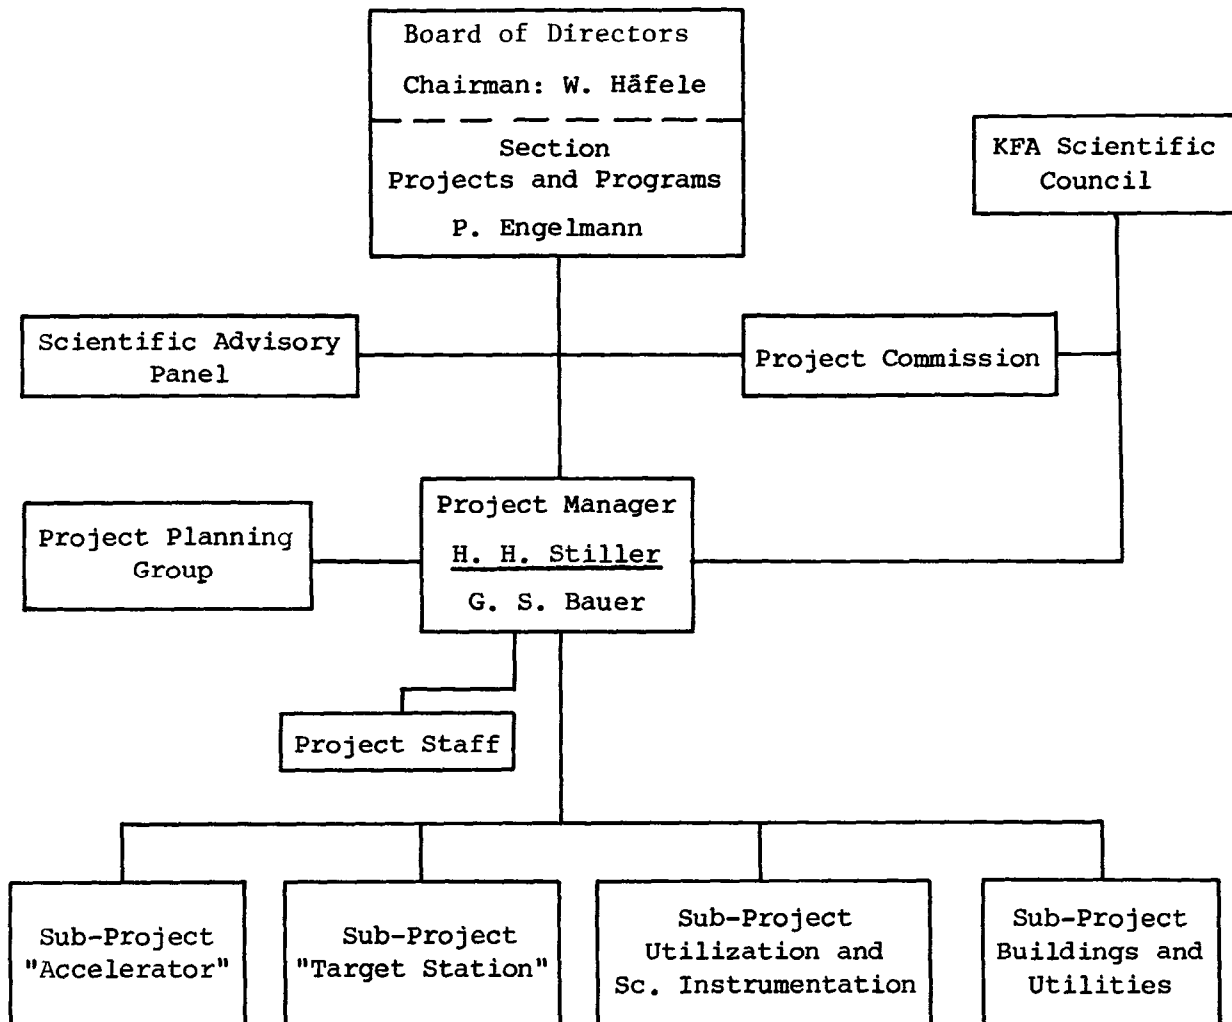 Board of Directors
Chairman: W. Häfele
Section
Projects and Programs
P. Engelmann
KFA Scientific
Council
Scientific Advisory
Panel
Project Commission
Project Planning
Group
Project Manager
H. H. Stiller
G. S. Bauer
Project Staff
Sub-Project
"Accelerator"
Sub-Project
"Target Station"
Sub-Project
Utilization and
Sc. Instrumentation
Sub-Project
Buildings and
Utilities